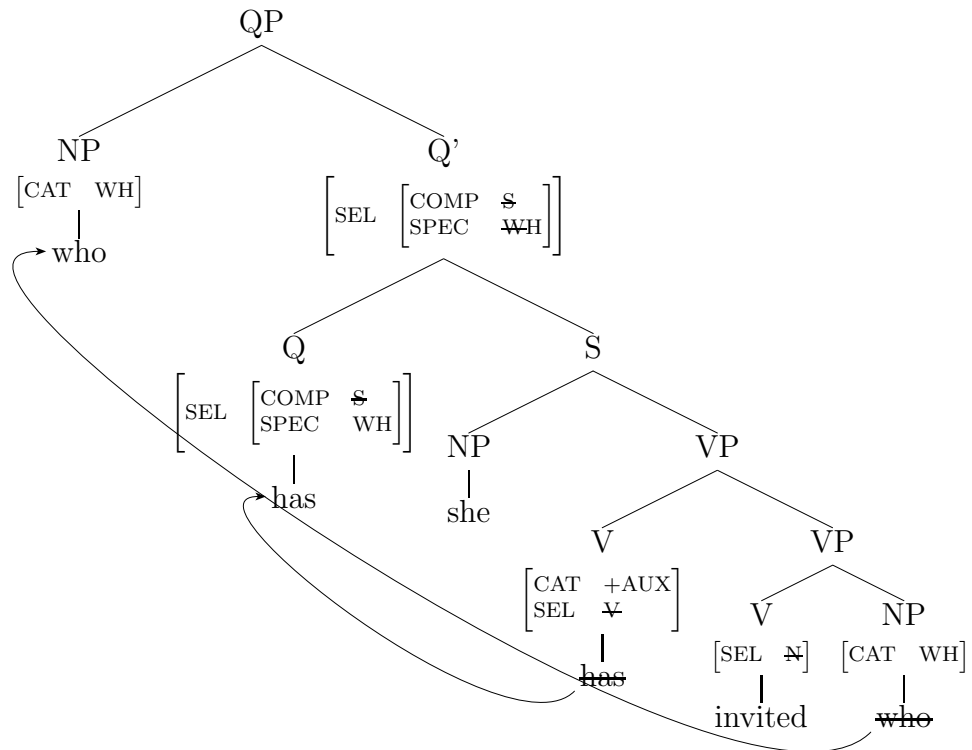 QP
NP Q’
[CAT WH]
[SEL [COMP S
SPEC WH]]
who
Q S
[SEL [COMP S
SPEC WH]]
NP VP
has she
V VP
[CAT +AUX
SEL V]
V NP
[SEL N] [CAT WH]
has
invited who